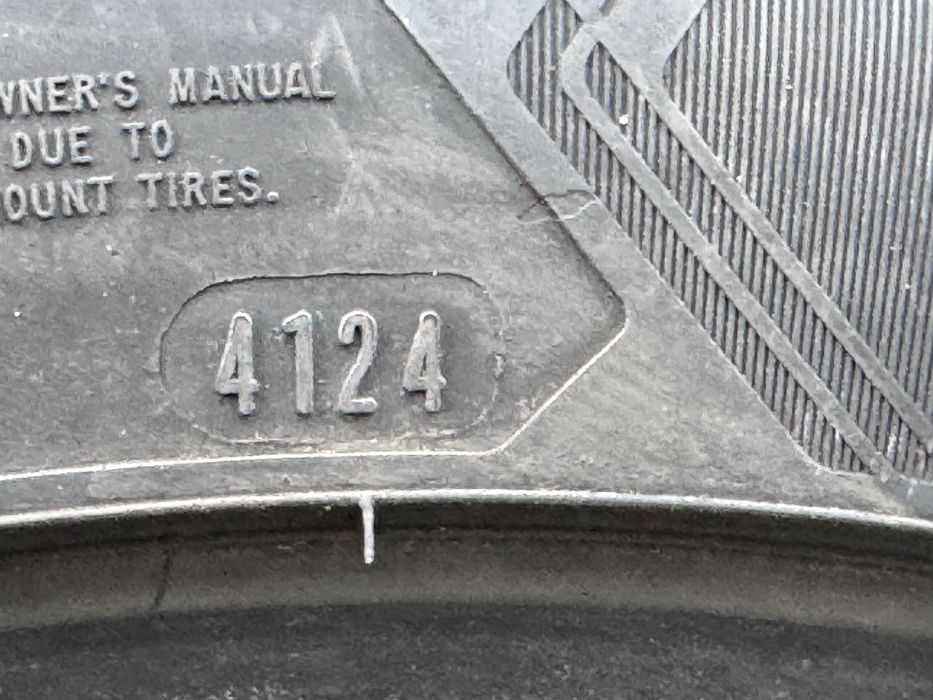 WNER'S MANUAL
DUE TO
OUNT TIRES.
4124